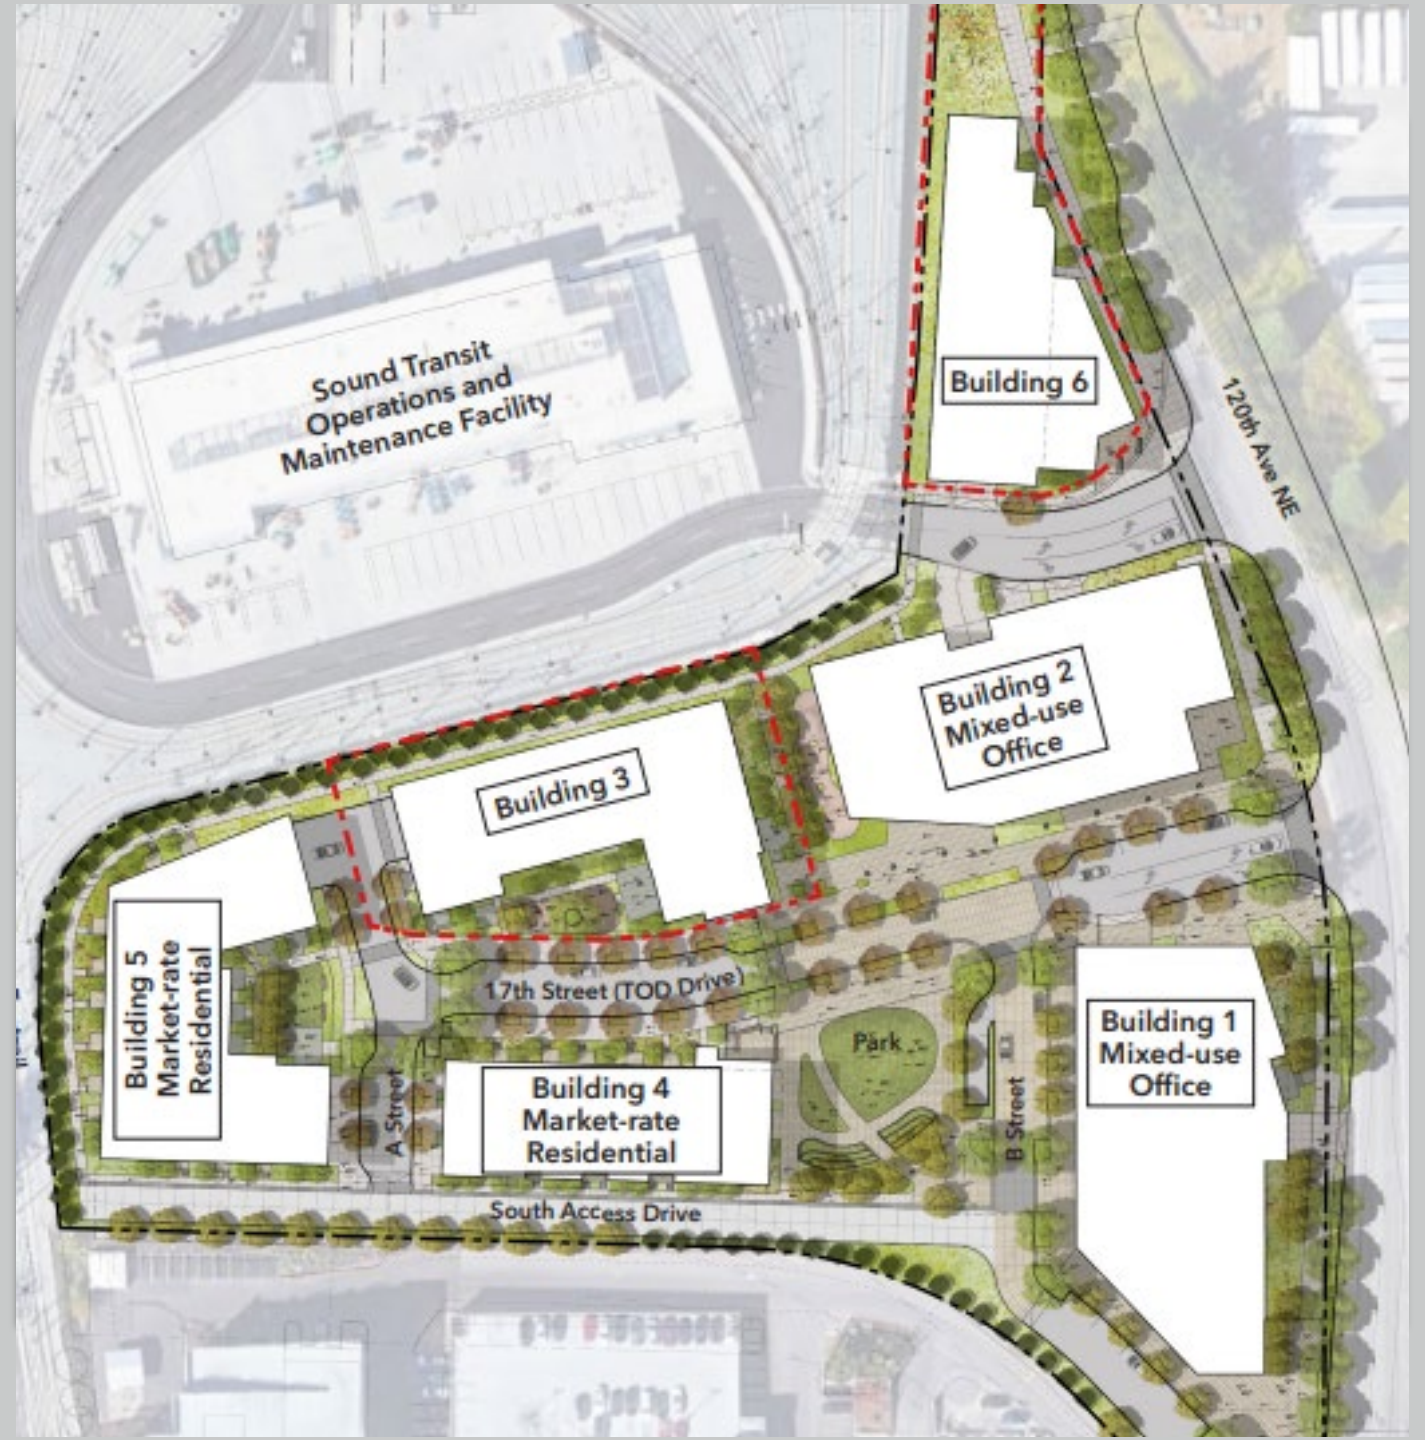 Sound Transit
Operations and
Maintenance Facility
Building 6
120th Ave NE
Building 2
Mixed-use
Office
Building 3
Building 5
Market-rate
Residential
17th Street (TOD Drive)
Park
Building 1
Mixed-use
Office
Building 4
Market-rate
Residential
A Street
B Street
South Access Drive